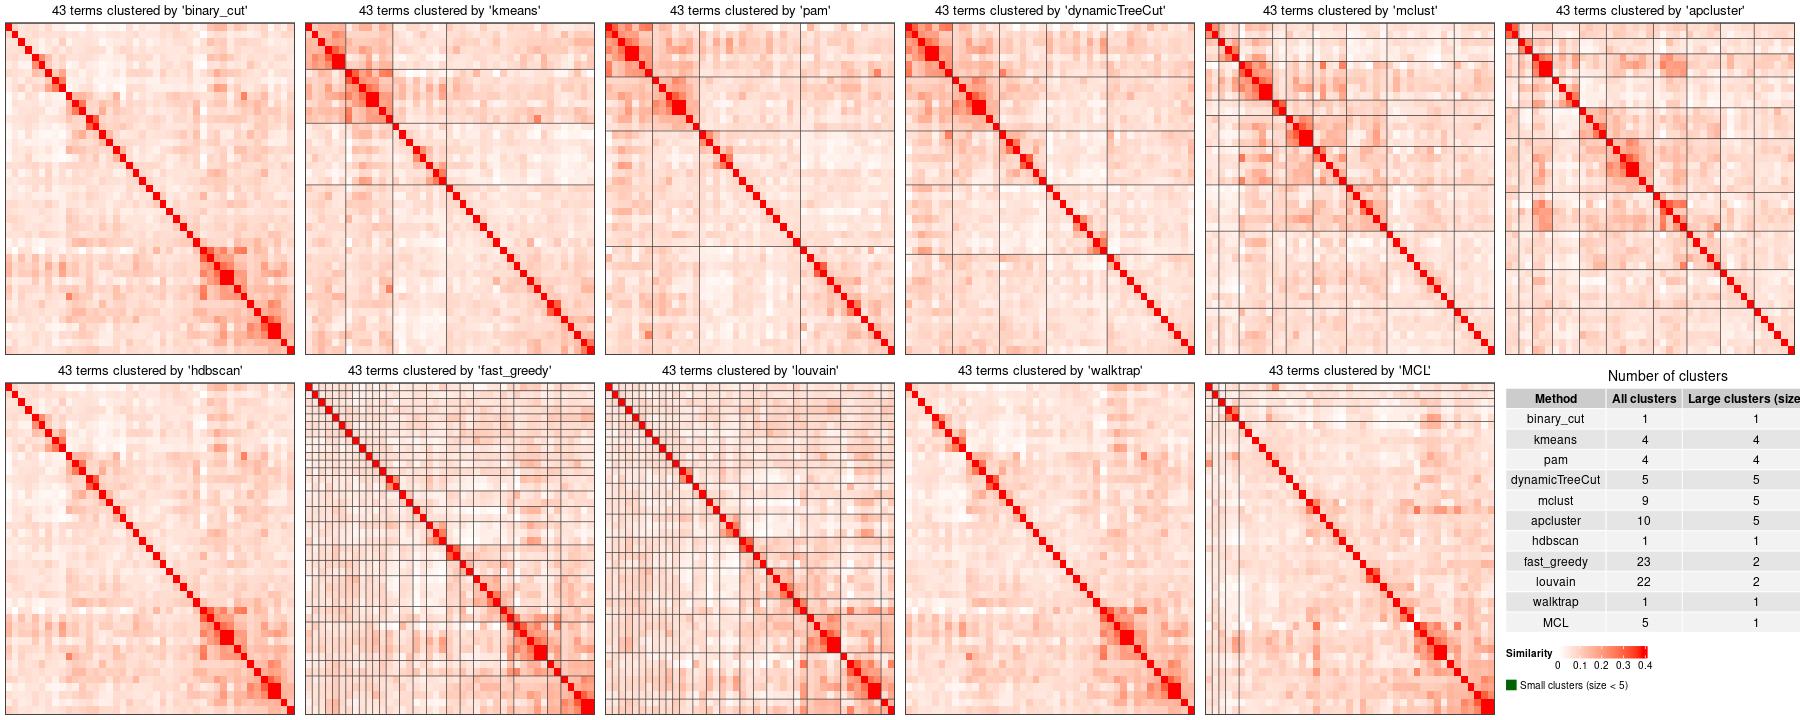 43 terms clustered by 'binary_cut'
43 terms clustered by 'kmeans'
43 terms clustered by 'pam'
43 terms clustered by 'dynamicTreeCut'
43 terms clustered by 'mclust'
43 terms clustered by 'apcluster'
43 terms clustered by 'hdbscan'
43 terms clustered by 'fast_greedy'
43 terms clustered by 'louvain'
43 terms clustered by 'walktrap'
43 terms clustered by 'MCL'
Number of clusters
Method All clusters Large clusters (size
binary_cut 1 1
kmeans 4 4
pam 4 4
dynamicTreeCut 5 5
mclust 9 5
apcluster 10 5
hdbscan 1 1
fast_greedy 23 2
louvain 22 2
walktrap 1 1
MCL 5 1
Similarity
0 0.1 0.2 0.3 0.4
Small clusters (size < 5)